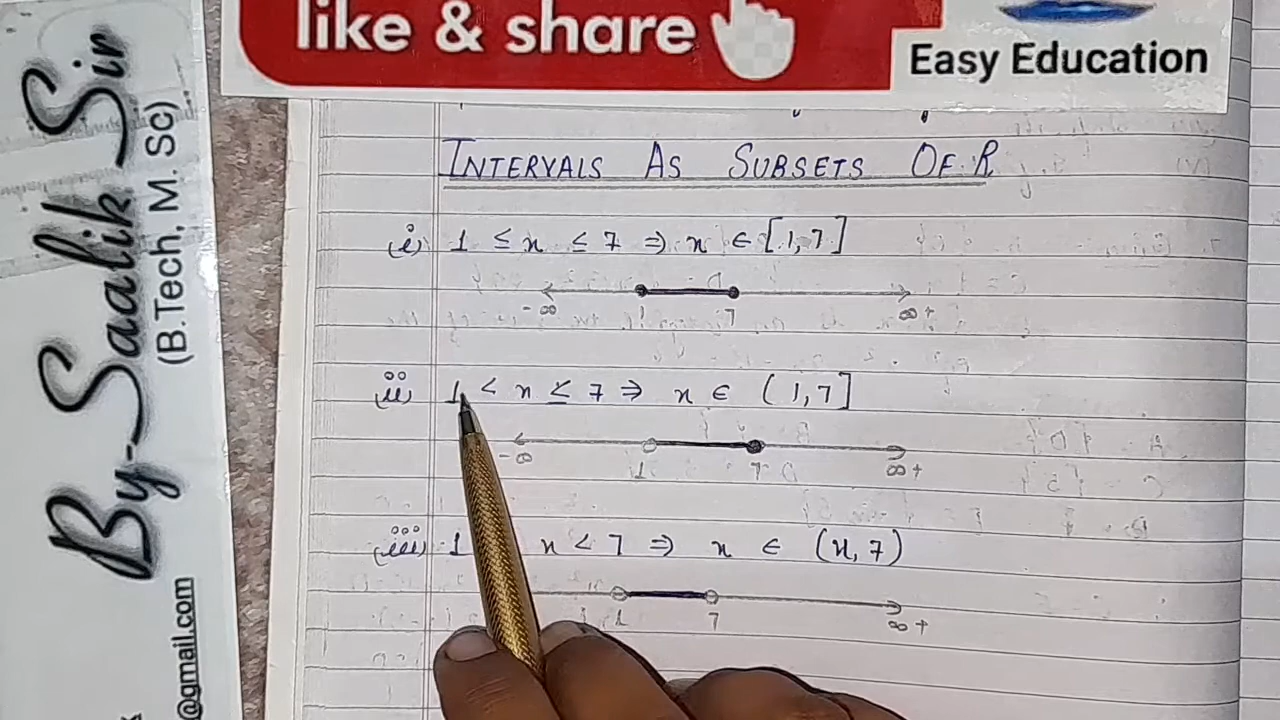 like & share
Easy Education
By-Saalik Sir
(B.Tech, M. Sc)
@gmail.com
INTERVALS AS SUBSETS OF R
(i) 1 ≤ x ≤ 7 ⇒ x ∈ [1,7]
-∞ 1 7 ∞+
(ii) 1 < x ≤ 7 ⇒ x ∈ (1,7]
-∞ 1 7 ∞+
(iii) 1 x < 7 ⇒ x ∈ (x,7)
1 7 ∞+